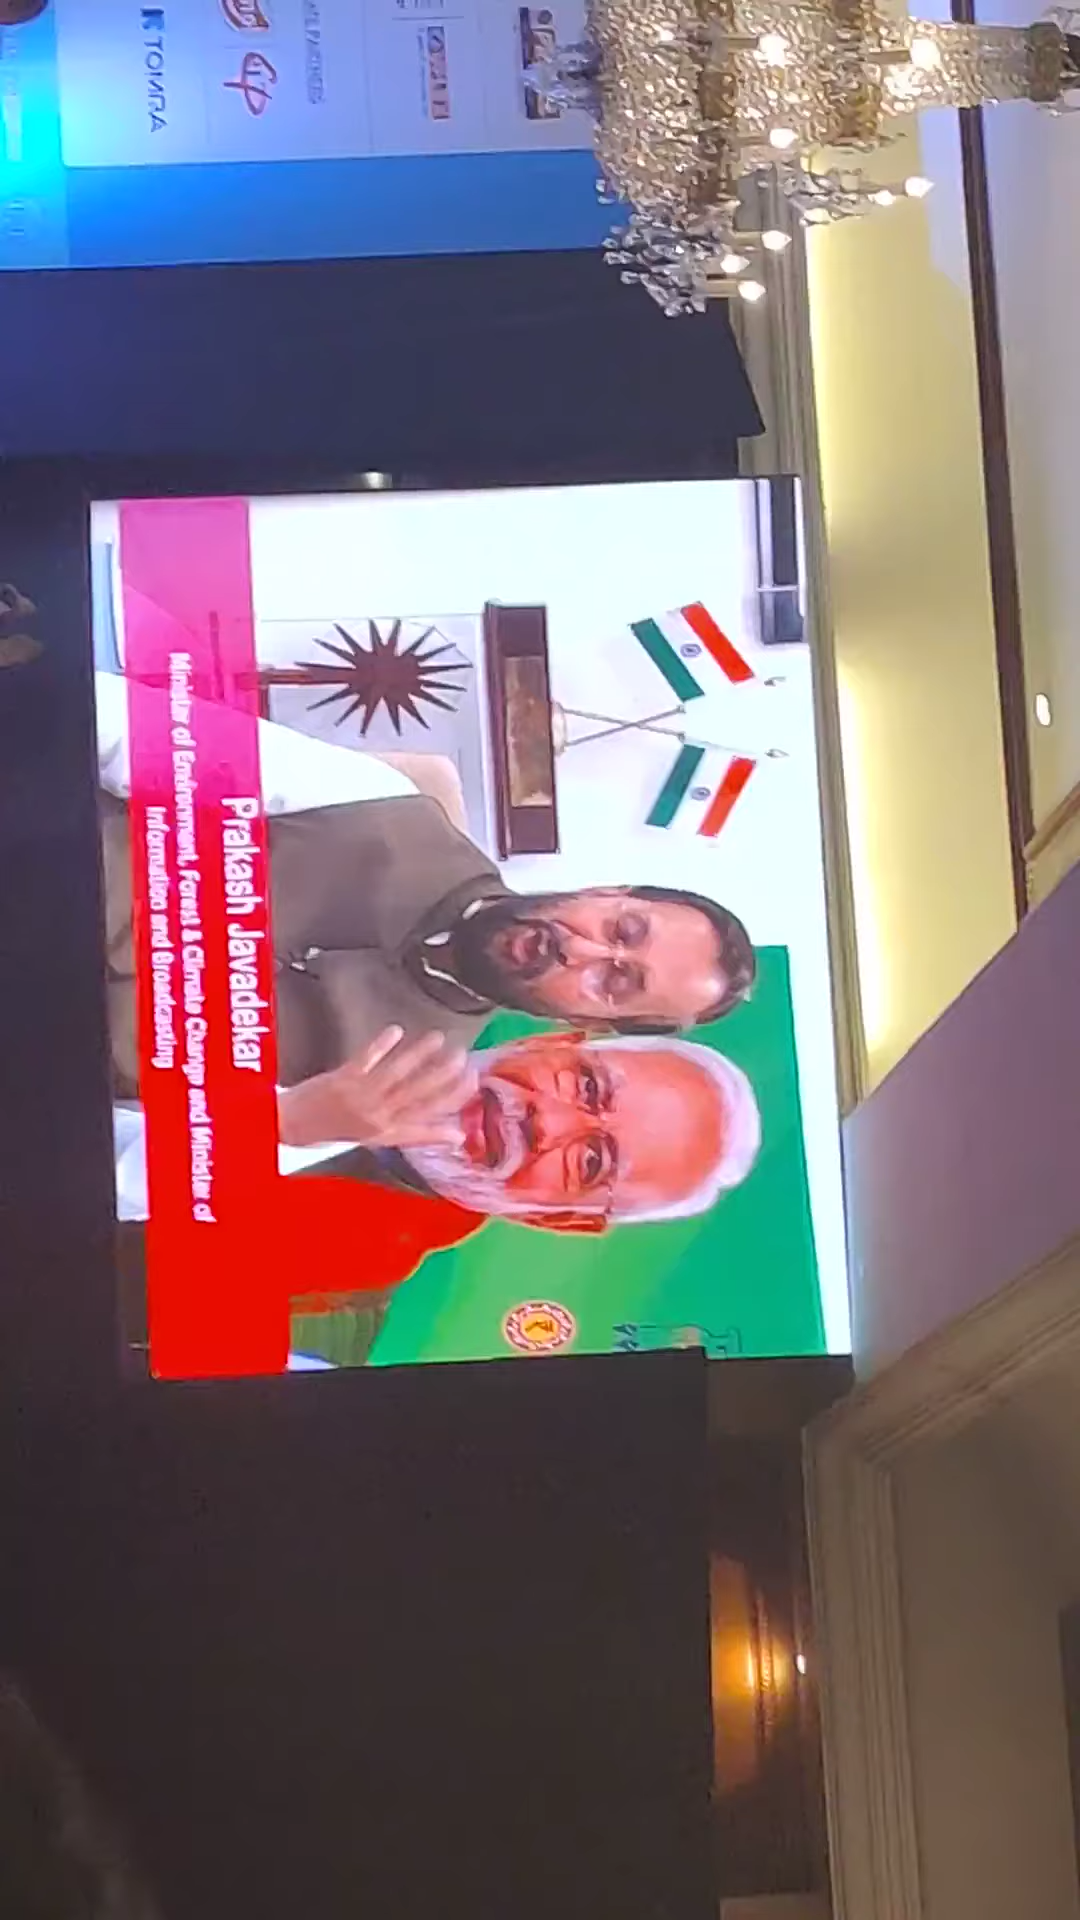 TOMRA
Prakash Javadekar
Minister of Environment, Forest & Climate Change and Minister of
Information and Broadcasting